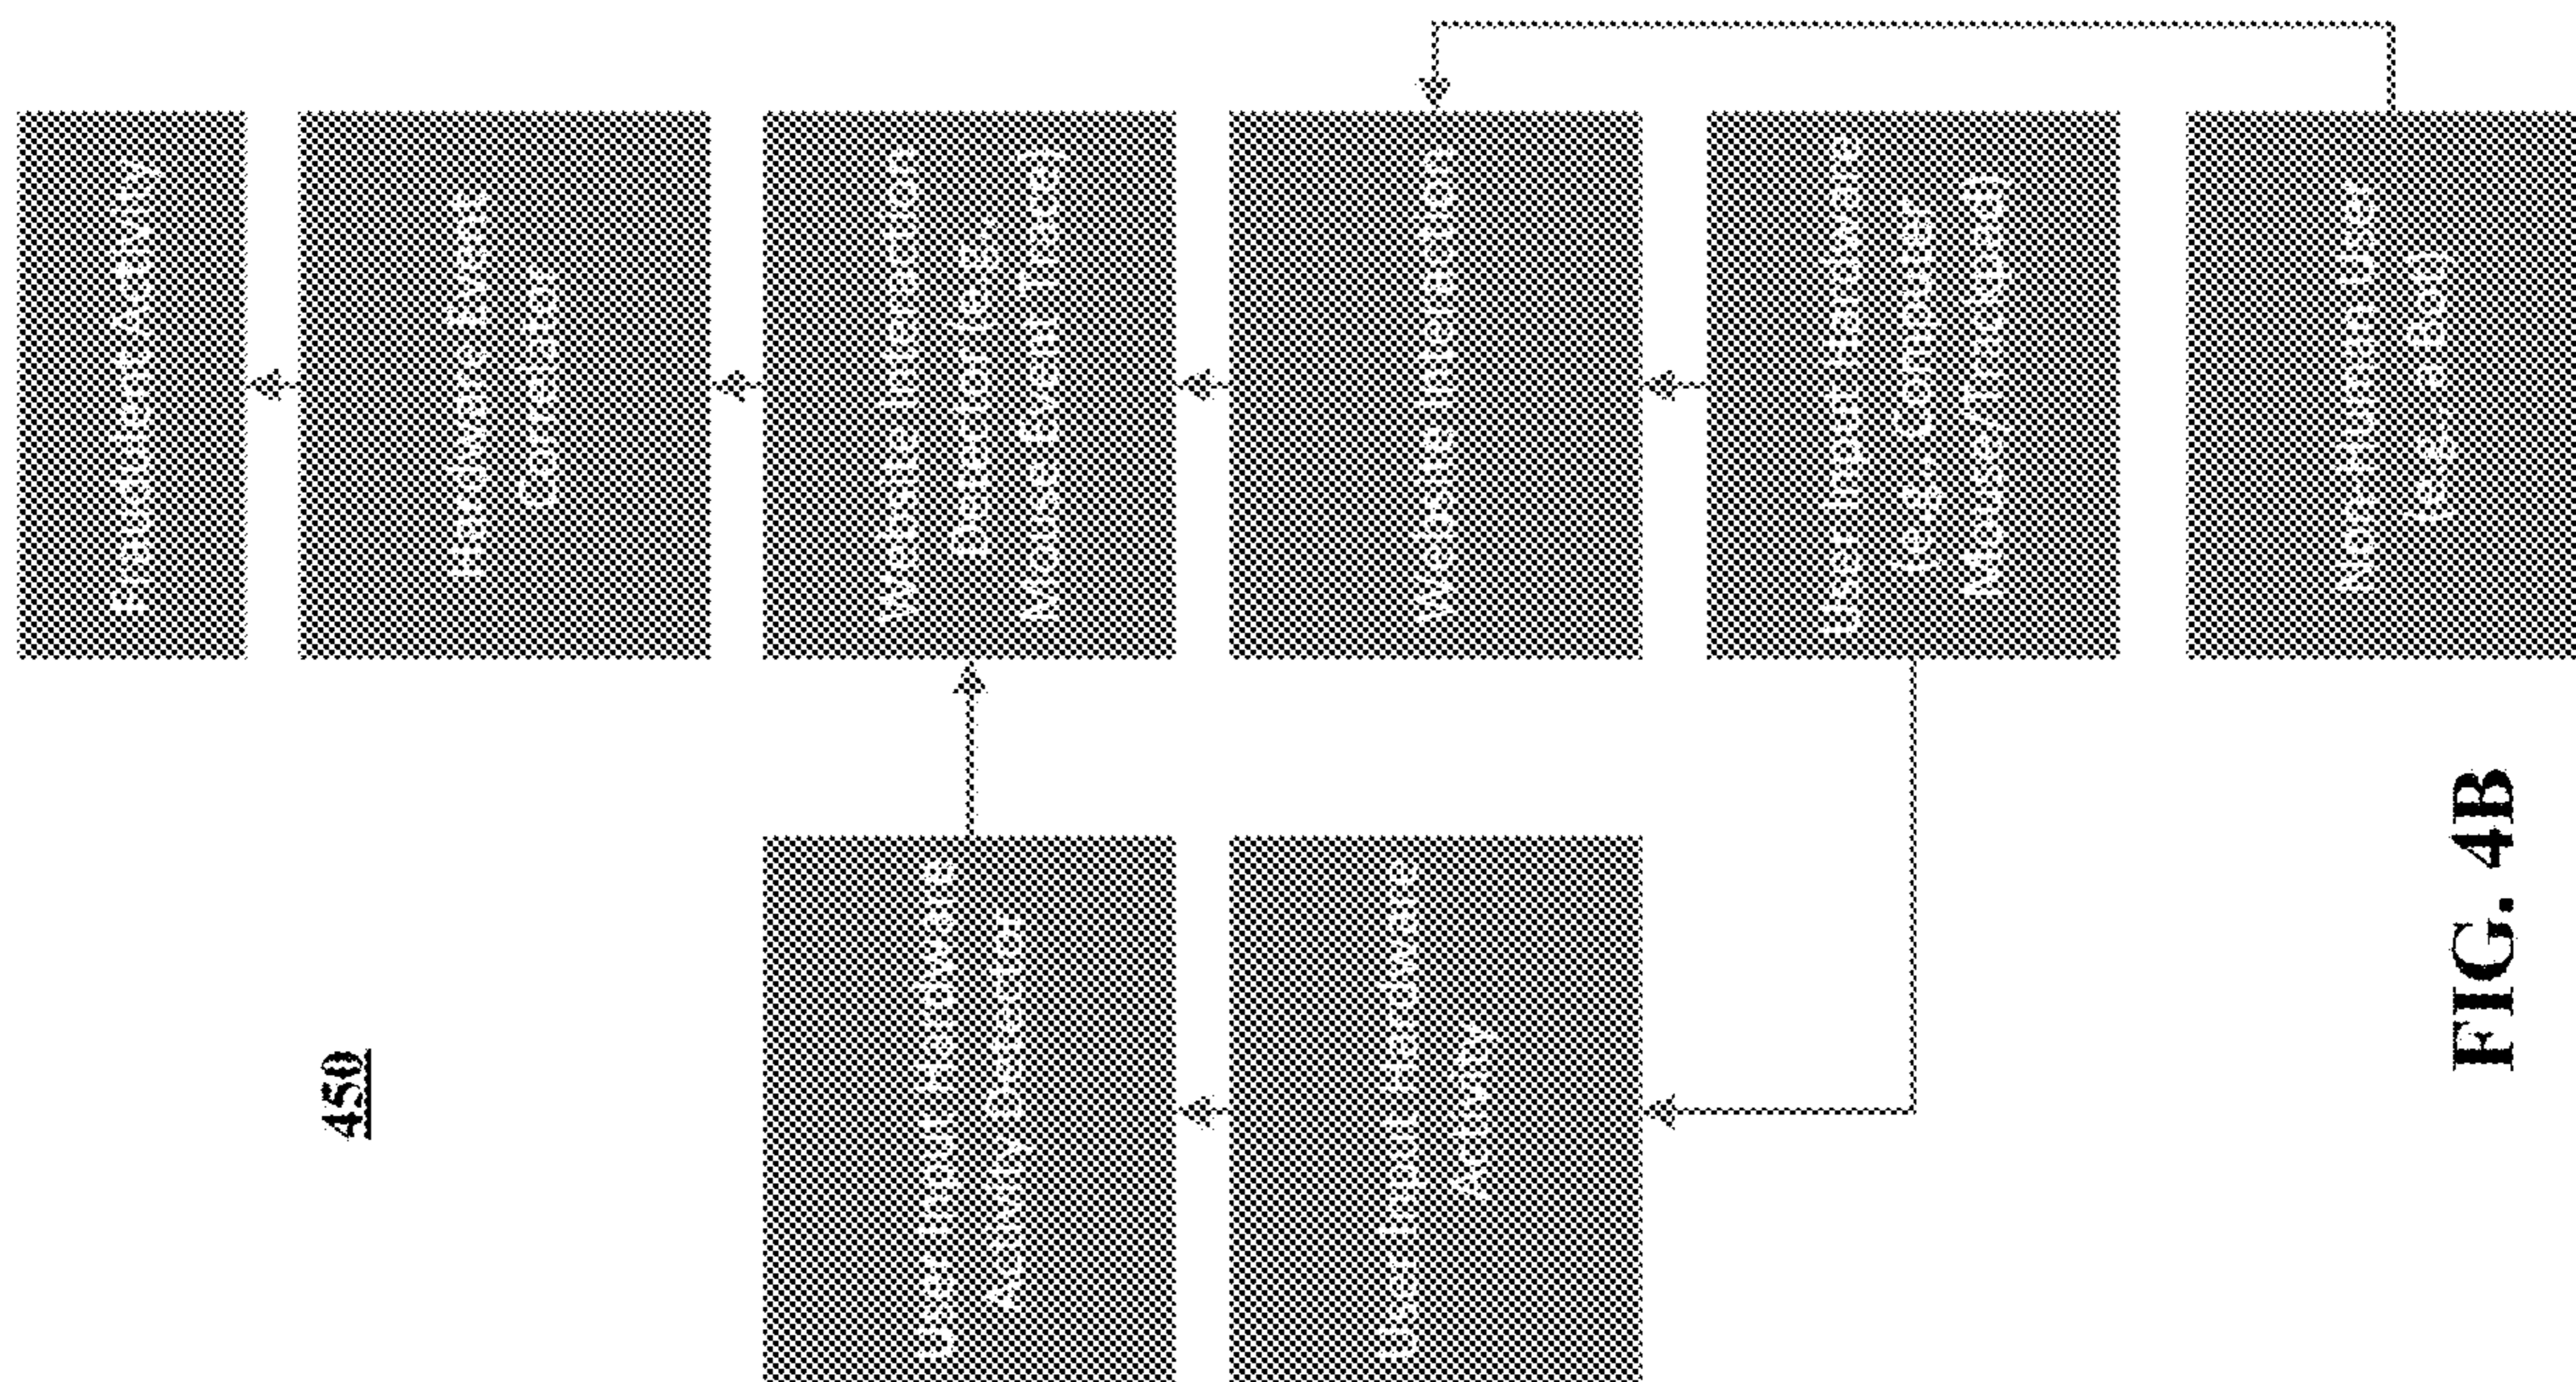 450
Fraudulent Activity
Hardware Event
Correlator
Website Interaction
Detector (e.g.,
Mouse Event Tracer)
Website Interaction
User Input Hardware
(e.g., Computer
Mouse/Trackpad)
Non-Human User
(e.g., a Bot)
User Input Hardware
Activity Detector
User Input Hardware
Activity
FIG. 4B